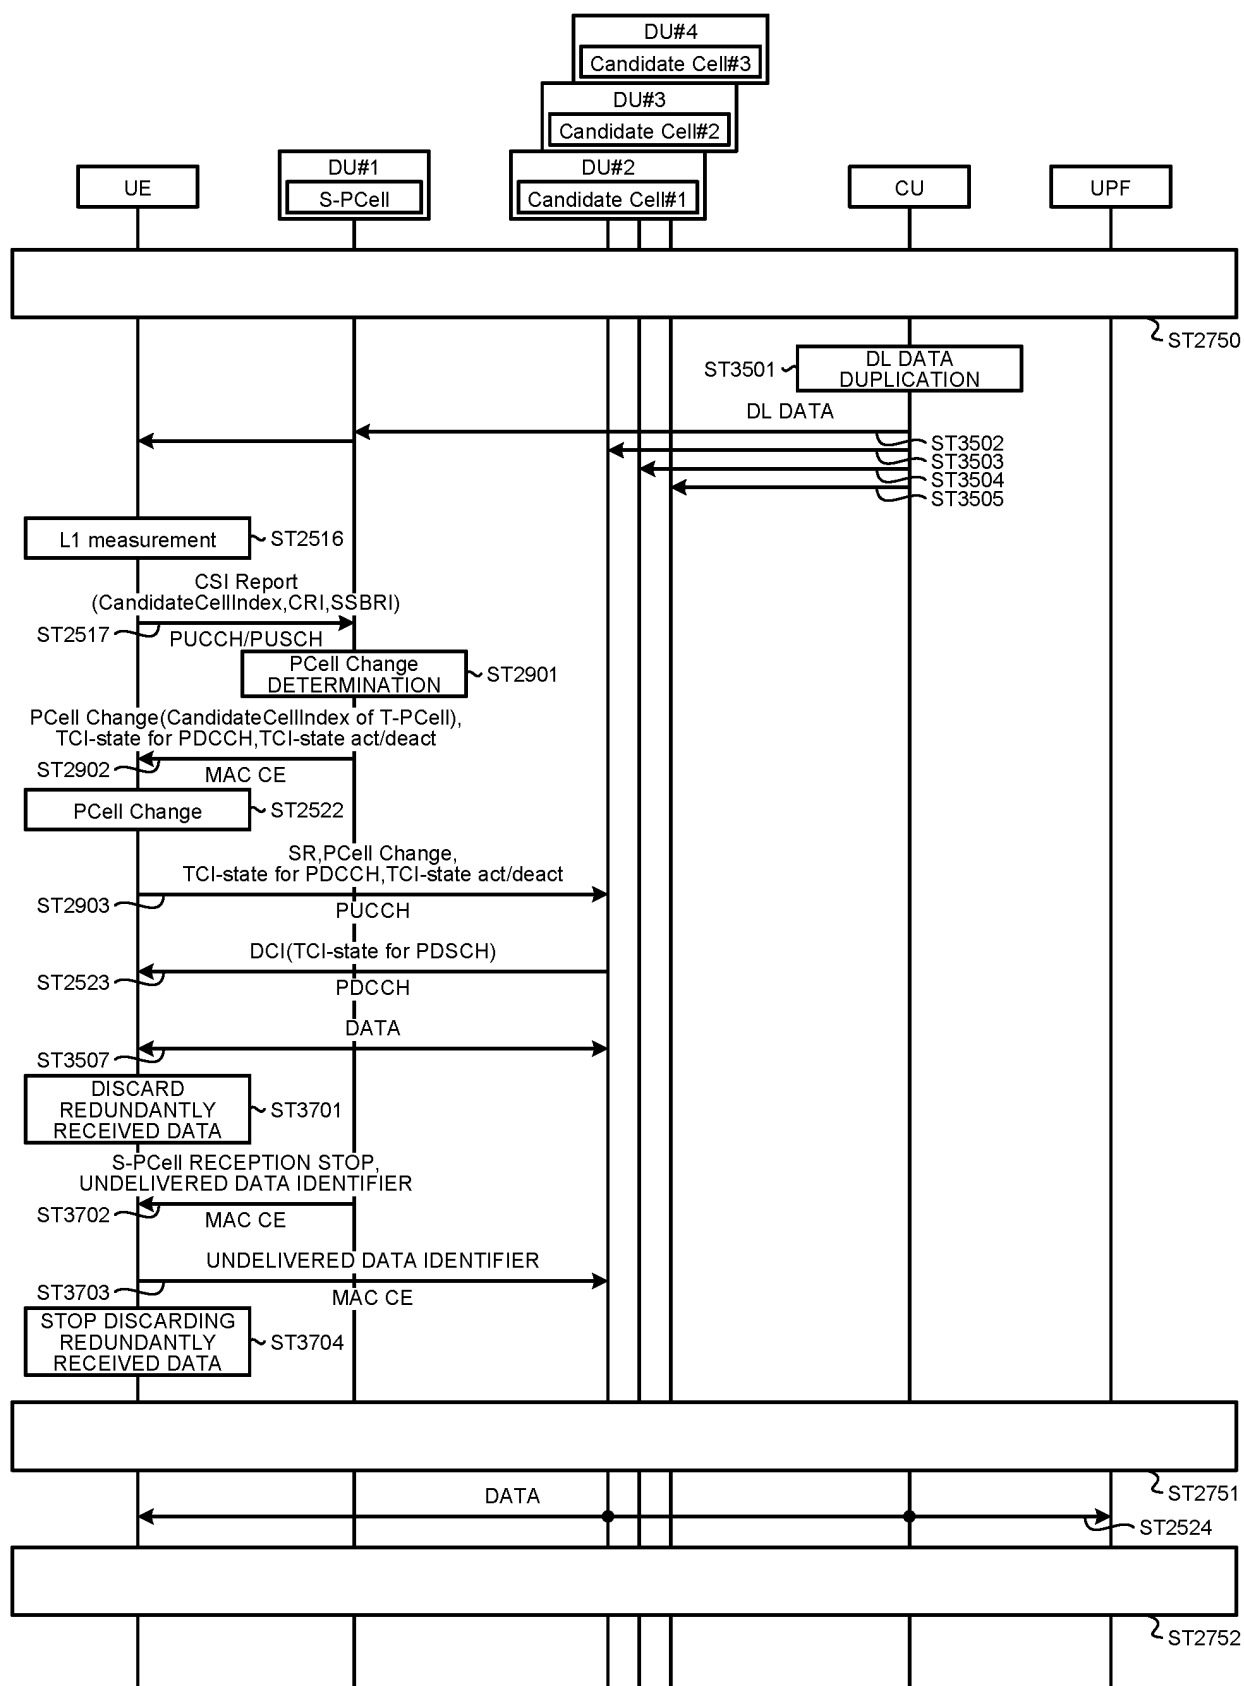 DU#4
Candidate Cell#3
DU#3
Candidate Cell#2
UE
DU#1
S-PCell
DU#2
Candidate Cell#1
CU
UPF
ST2750
ST3501
DL DATA
DUPLICATION
DL DATA
ST3502
ST3503
ST3504
ST3505
L1 measurement
ST2516
CSI Report
(CandidateCellIndex,CRI,SSBRI)
ST2517
PUCCH/PUSCH
PCell Change
DETERMINATION
ST2901
PCell Change(CandidateCellIndex of T-PCell),
TCI-state for PDCCH,TCI-state act/deact
ST2902
MAC CE
PCell Change
ST2522
SR,PCell Change,
TCI-state for PDCCH,TCI-state act/deact
ST2903
PUCCH
DCI(TCI-state for PDSCH)
ST2523
PDCCH
DATA
ST3507
DISCARD
REDUNDANTLY
RECEIVED DATA
ST3701
S-PCell RECEPTION STOP,
UNDELIVERED DATA IDENTIFIER
ST3702
MAC CE
UNDELIVERED DATA IDENTIFIER
ST3703
MAC CE
STOP DISCARDING
REDUNDANTLY
RECEIVED DATA
ST3704
ST2751
DATA
ST2524
ST2752